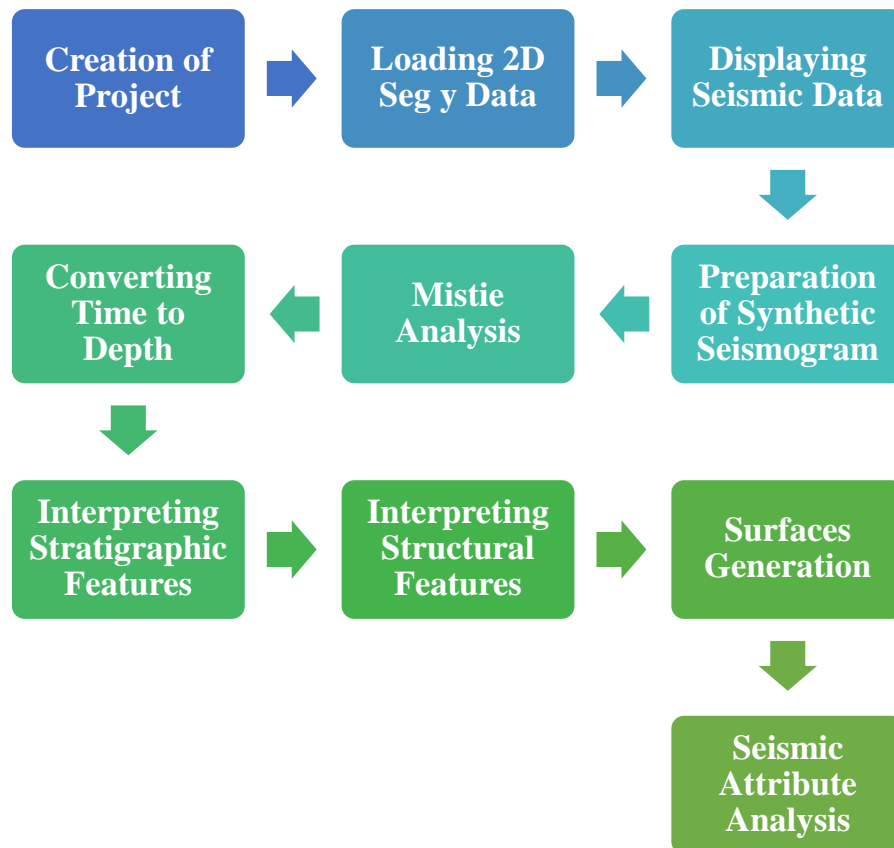 Creation of
Project
Loading 2D
Seg y Data
Displaying
Seismic Data
Preparation
of Synthetic
Seismogram
Mistie
Analysis
Converting
Time to
Depth
Interpreting
Stratigraphic
Features
Interpreting
Structural
Features
Surfaces
Generation
Seismic
Attribute
Analysis